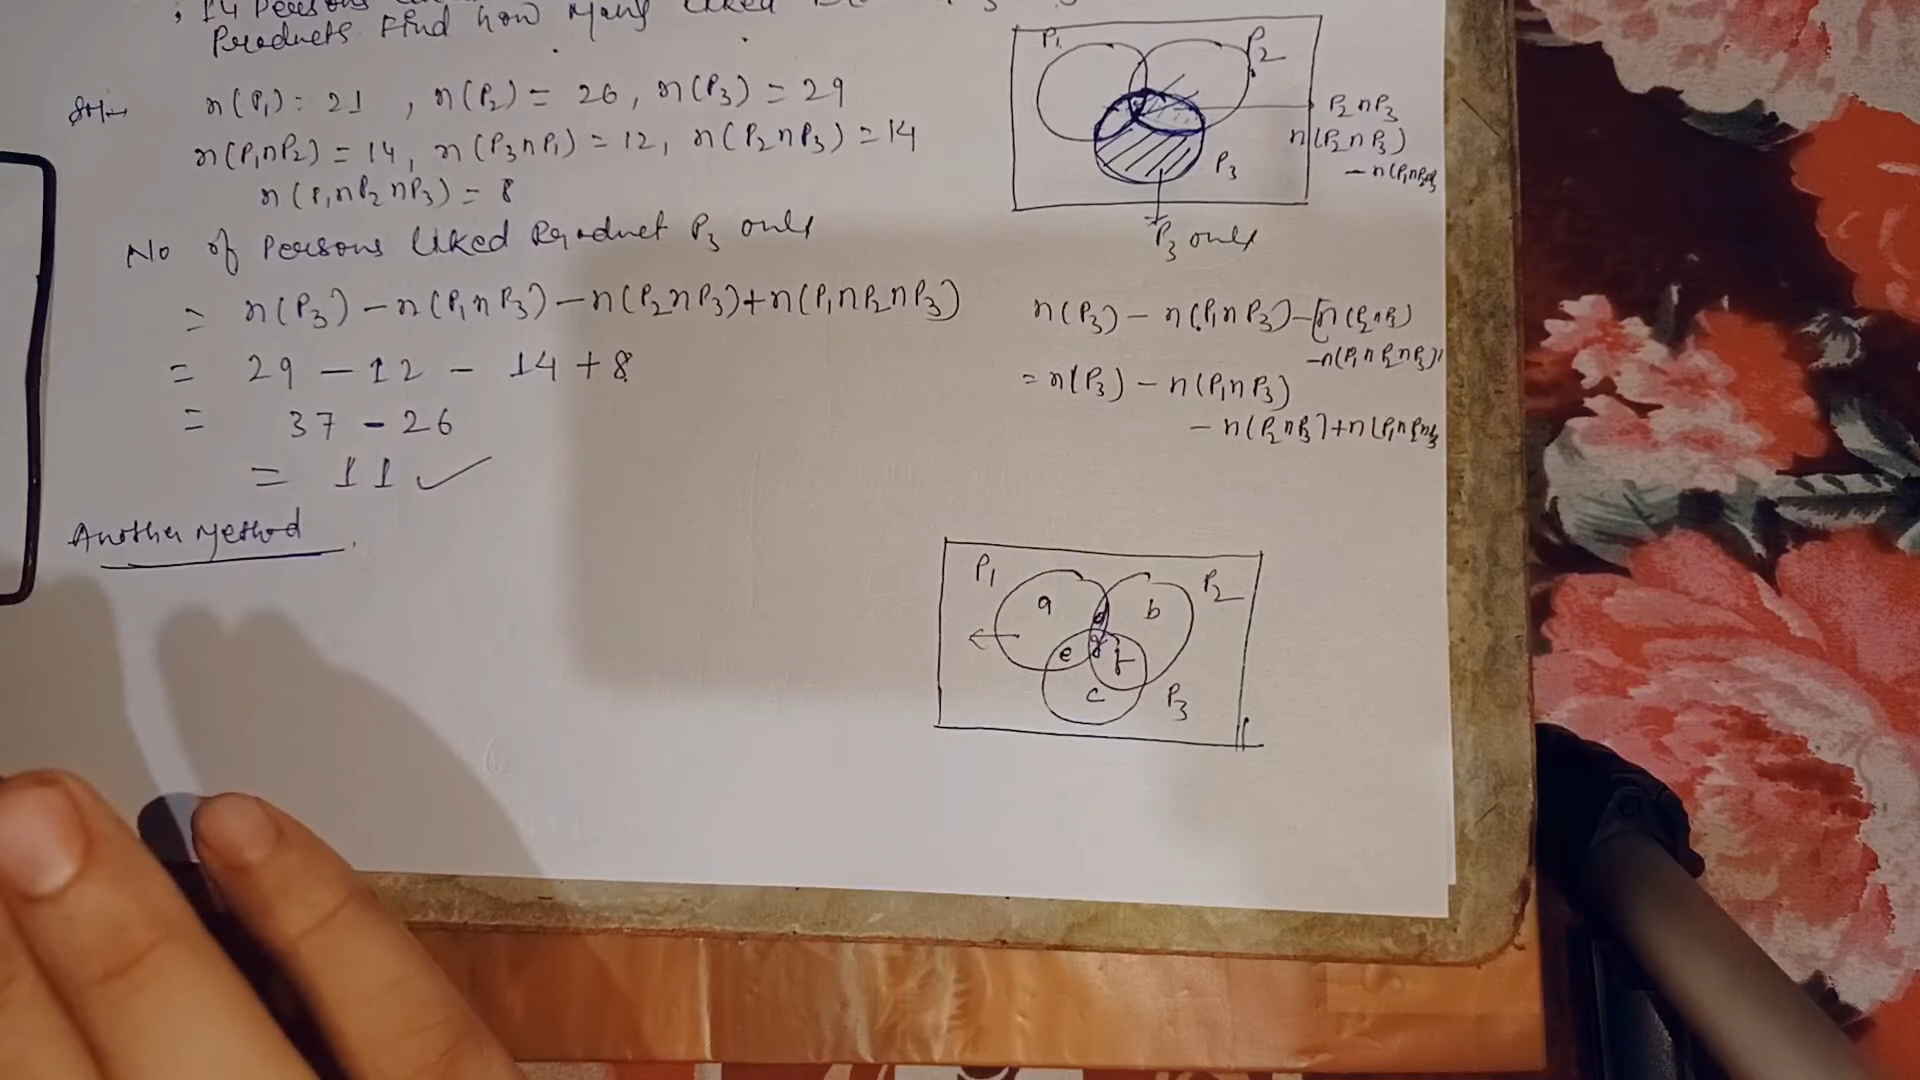 , 14 Persons
Products Find how many liked
Soln
n(P₁) = 21 , n(P₂) = 26, n(P₃) = 29
n(P₁∩P₂) = 14, n(P₃∩P₁) = 12, n(P₂∩P₃) = 14
n(P₁∩P₂∩P₃) = 8
No of Persons liked Product P₃ only
= n(P₃) - n(P₁∩P₃) - n(P₂∩P₃) + n(P₁∩P₂∩P₃)
= 29 - 12 - 14 + 8
= 37 - 26
= 11 ✓
Another Method
P₁
P₂
P₂∩P₃
n(P₂∩P₃)
- n(P₁∩P₂∩P₃
P₃
P₃ only
n(P₃) - n(P₁∩P₃) - [n(P₂∩P₃)
- n(P₁∩P₂∩P₃)]
= n(P₃) - n(P₁∩P₃)
- n(P₂∩P₃) + n(P₁∩P₂∩P₃
P₁
P₂
a
d
b
e
g
f
c
P₃